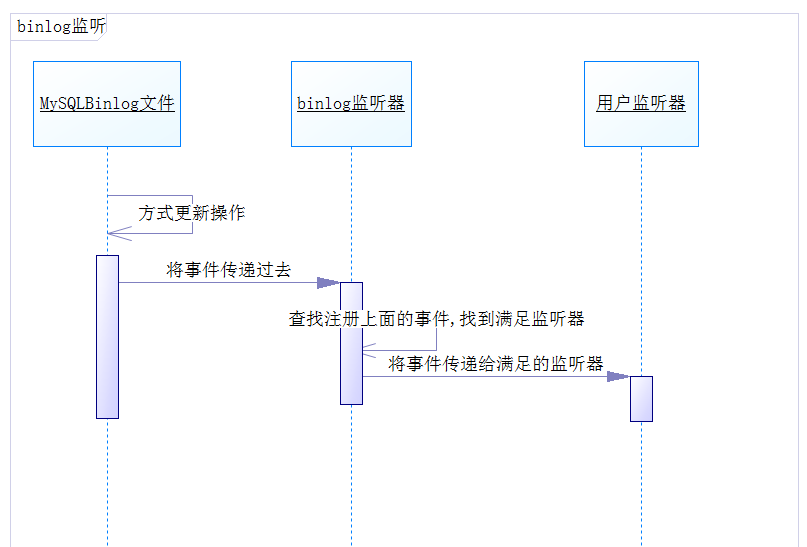 binlog监听
MySQLBinlog文件
binlog监听器
用户监听器
方式更新操作
将事件传递过去
查找注册上面的事件,找到满足监听器
将事件传递给满足的监听器